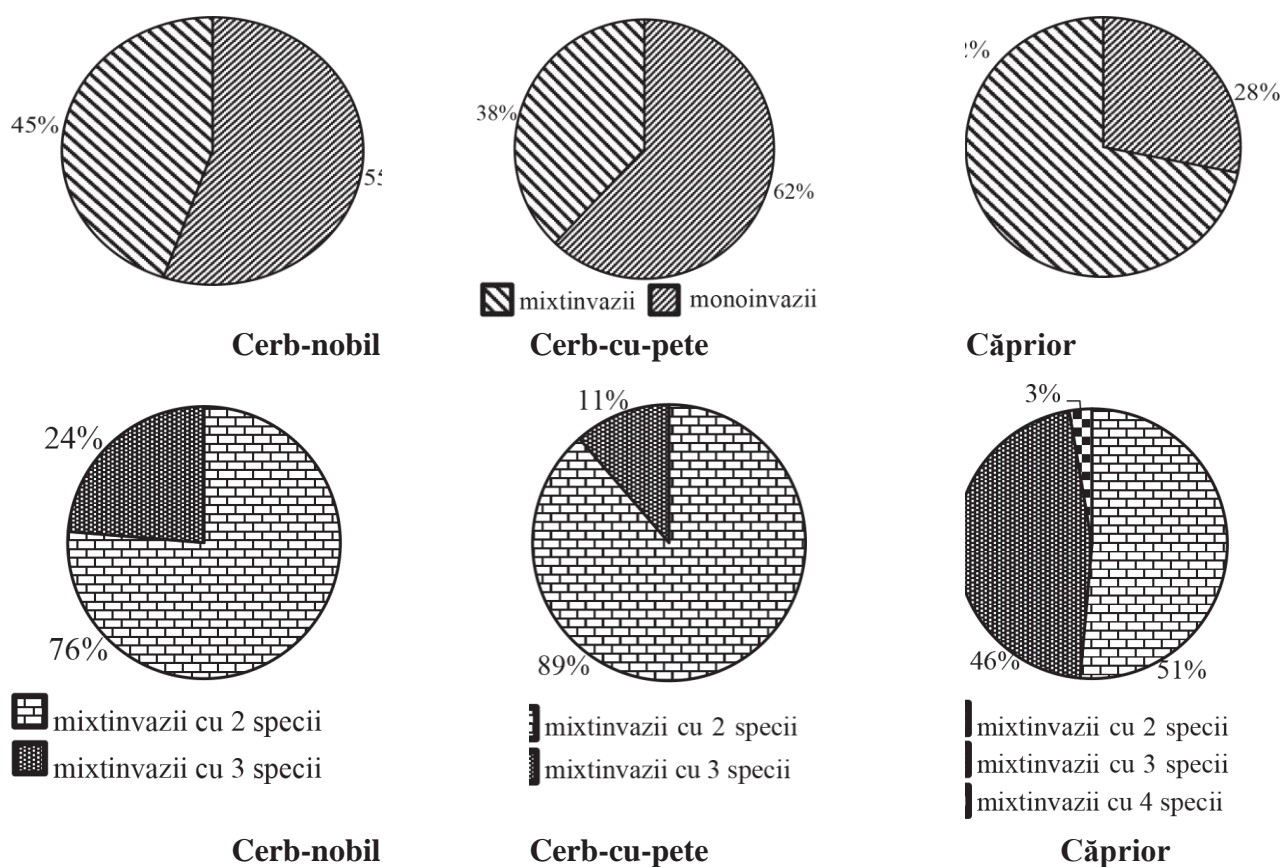 45%
38%
28%
62%
mixtinvazii monoinvazii
Cerb-nobil Cerb-cu-pete Căprior
24%
11%
3%
76%
89%
46%
51%
mixtinvazii cu 2 specii
mixtinvazii cu 3 specii
mixtinvazii cu 2 specii
mixtinvazii cu 3 specii
mixtinvazii cu 2 specii
mixtinvazii cu 3 specii
mixtinvazii cu 4 specii
Cerb-nobil Cerb-cu-pete Căprior